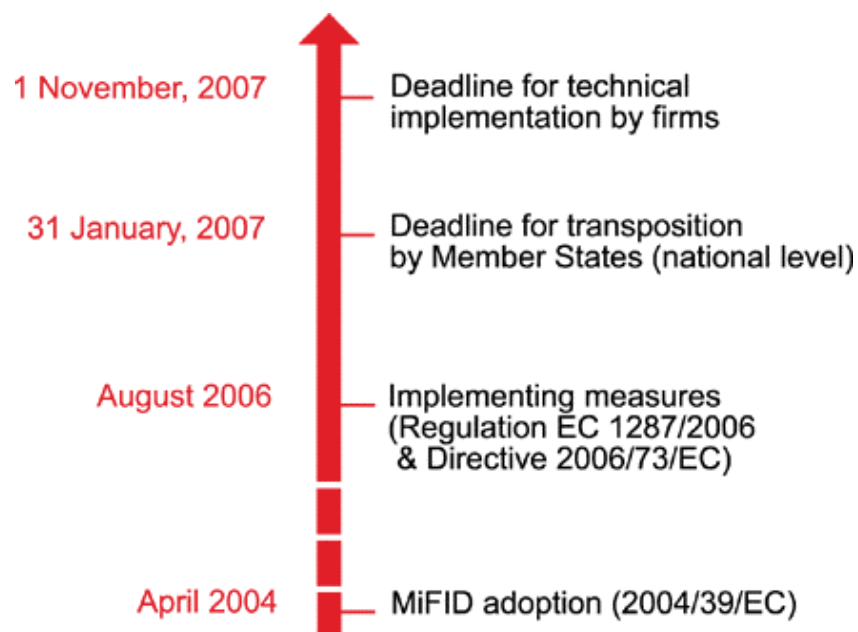 1 November, 2007
Deadline for technical
implementation by firms
31 January, 2007
Deadline for transposition
by Member States (national level)
August 2006
Implementing measures
(Regulation EC 1287/2006
& Directive 2006/73/EC)
April 2004
MiFID adoption (2004/39/EC)